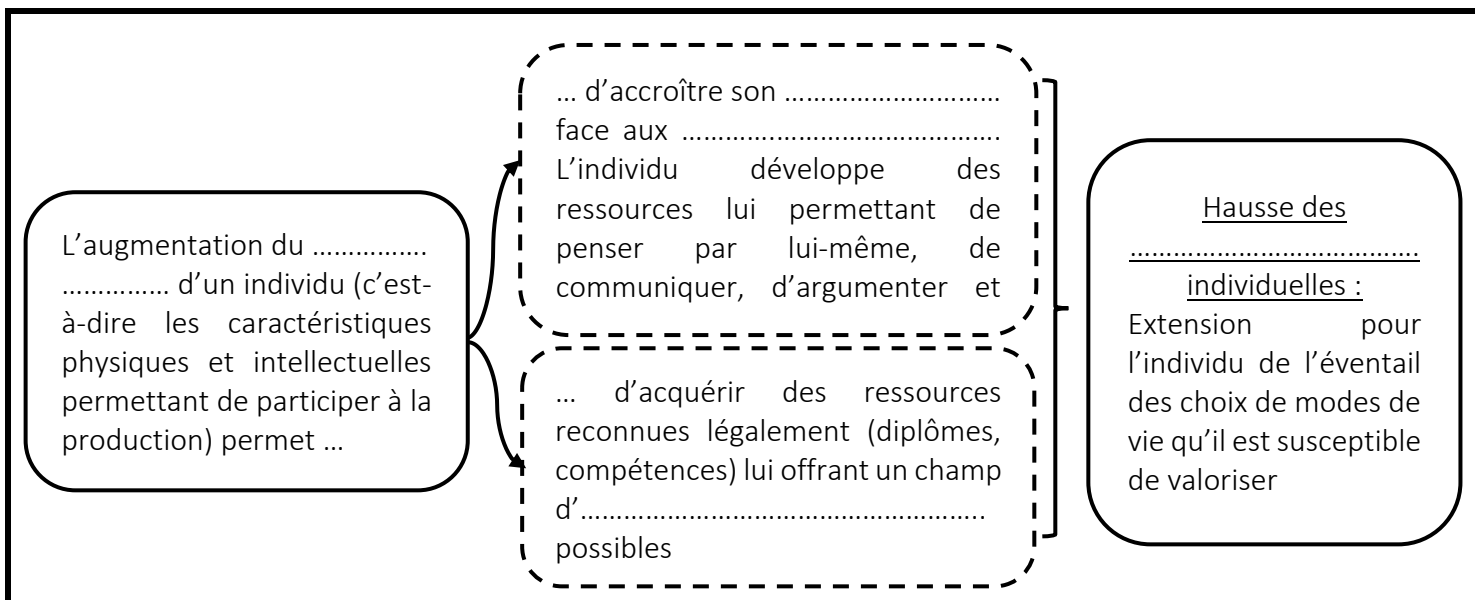 L’augmentation du …………….
…………… d’un individu (c’est-
à-dire les caractéristiques
physiques et intellectuelles
permettant de participer à la
production) permet …
… d’accroître son …………………………
face aux ………….…………………………
L’individu développe des
ressources lui permettant de
penser par lui-même, de
communiquer, d’argumenter et
… d’acquérir des ressources
reconnues légalement (diplômes,
compétences) lui offrant un champ
d’…………………………………………..
possibles
Hausse des
………………………………….
individuelles :
Extension pour
l’individu de l’éventail
des choix de modes de
vie qu’il est susceptible
de valoriser